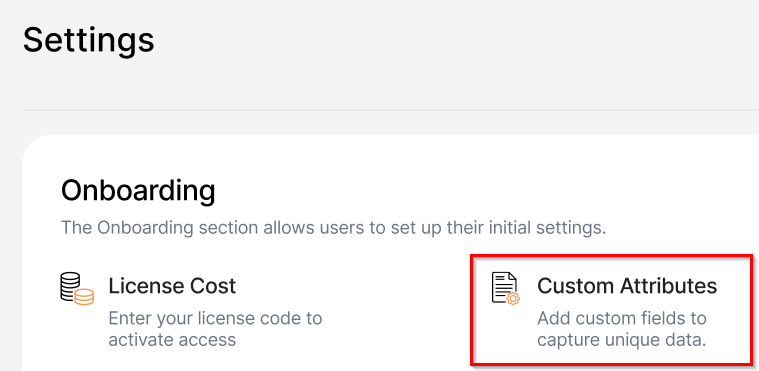 Settings
Onboarding
The Onboarding section allows users to set up their initial settings.
License Cost
Enter your license code to
activate access
Custom Attributes
Add custom fields to
capture unique data.